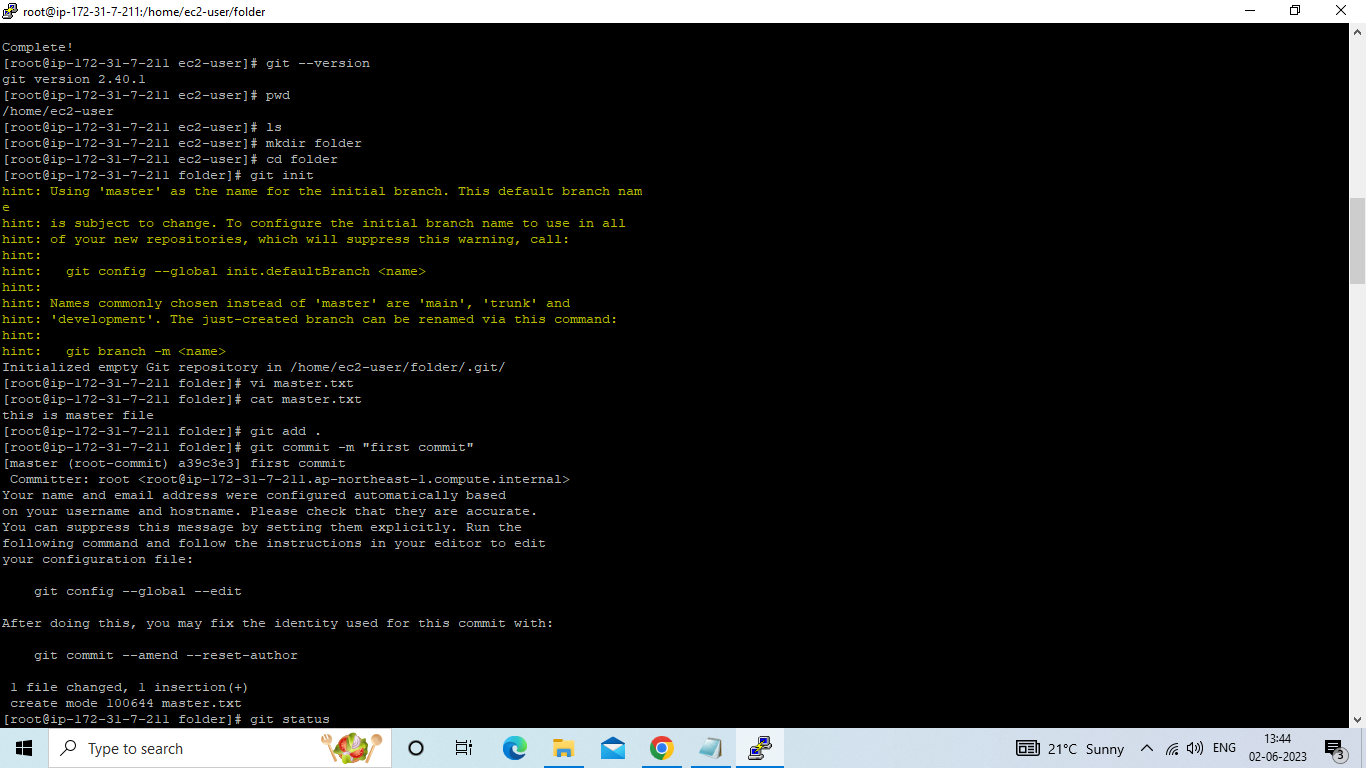 root@ip-172-31-7-211:/home/ec2-user/folder
Complete!
[root@ip-172-31-7-211 ec2-user]# git --version
git version 2.40.1
[root@ip-172-31-7-211 ec2-user]# pwd
/home/ec2-user
[root@ip-172-31-7-211 ec2-user]# ls
[root@ip-172-31-7-211 ec2-user]# mkdir folder
[root@ip-172-31-7-211 ec2-user]# cd folder
[root@ip-172-31-7-211 folder]# git init
hint: Using 'master' as the name for the initial branch. This default branch nam
e
hint: is subject to change. To configure the initial branch name to use in all
hint: of your new repositories, which will suppress this warning, call:
hint:
hint:   git config --global init.defaultBranch <name>
hint:
hint: Names commonly chosen instead of 'master' are 'main', 'trunk' and
hint: 'development'. The just-created branch can be renamed via this command:
hint:
hint:   git branch -m <name>
Initialized empty Git repository in /home/ec2-user/folder/.git/
[root@ip-172-31-7-211 folder]# vi master.txt
[root@ip-172-31-7-211 folder]# cat master.txt
this is master file
[root@ip-172-31-7-211 folder]# git add .
[root@ip-172-31-7-211 folder]# git commit -m "first commit"
[master (root-commit) a39c3e3] first commit
 Committer: root <root@ip-172-31-7-211.ap-northeast-1.compute.internal>
Your name and email address were configured automatically based
on your username and hostname. Please check that they are accurate.
You can suppress this message by setting them explicitly. Run the
following command and follow the instructions in your editor to edit
your configuration file:
    git config --global --edit
After doing this, you may fix the identity used for this commit with:
    git commit --amend --reset-author
 1 file changed, 1 insertion(+)
 create mode 100644 master.txt
[root@ip-172-31-7-211 folder]# git status
Type to search
21°C Sunny
ENG
13:44
02-06-2023
3